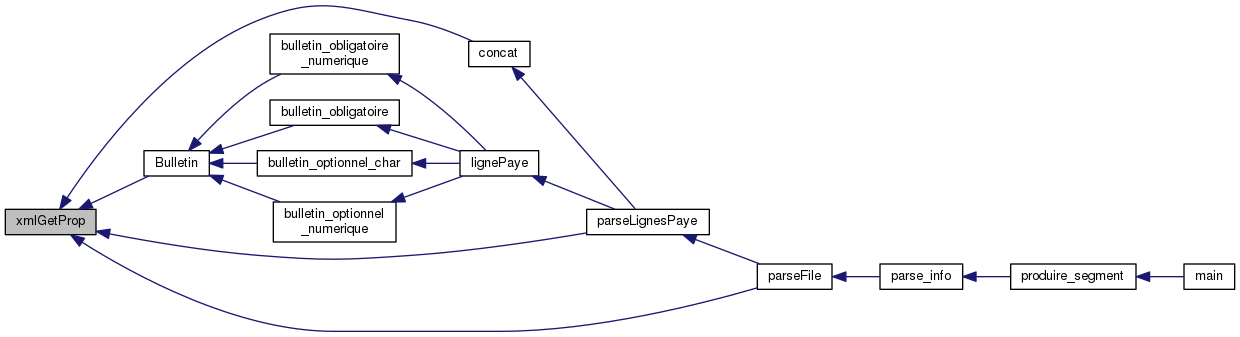 bulletin_obligatoire
_numerique
concat
bulletin_obligatoire
Bulletin
bulletin_optionnel_char
lignePaye
xmlGetProp
bulletin_optionnel
_numerique
parseLignesPaye
parseFile
parse_info
produire_segment
main